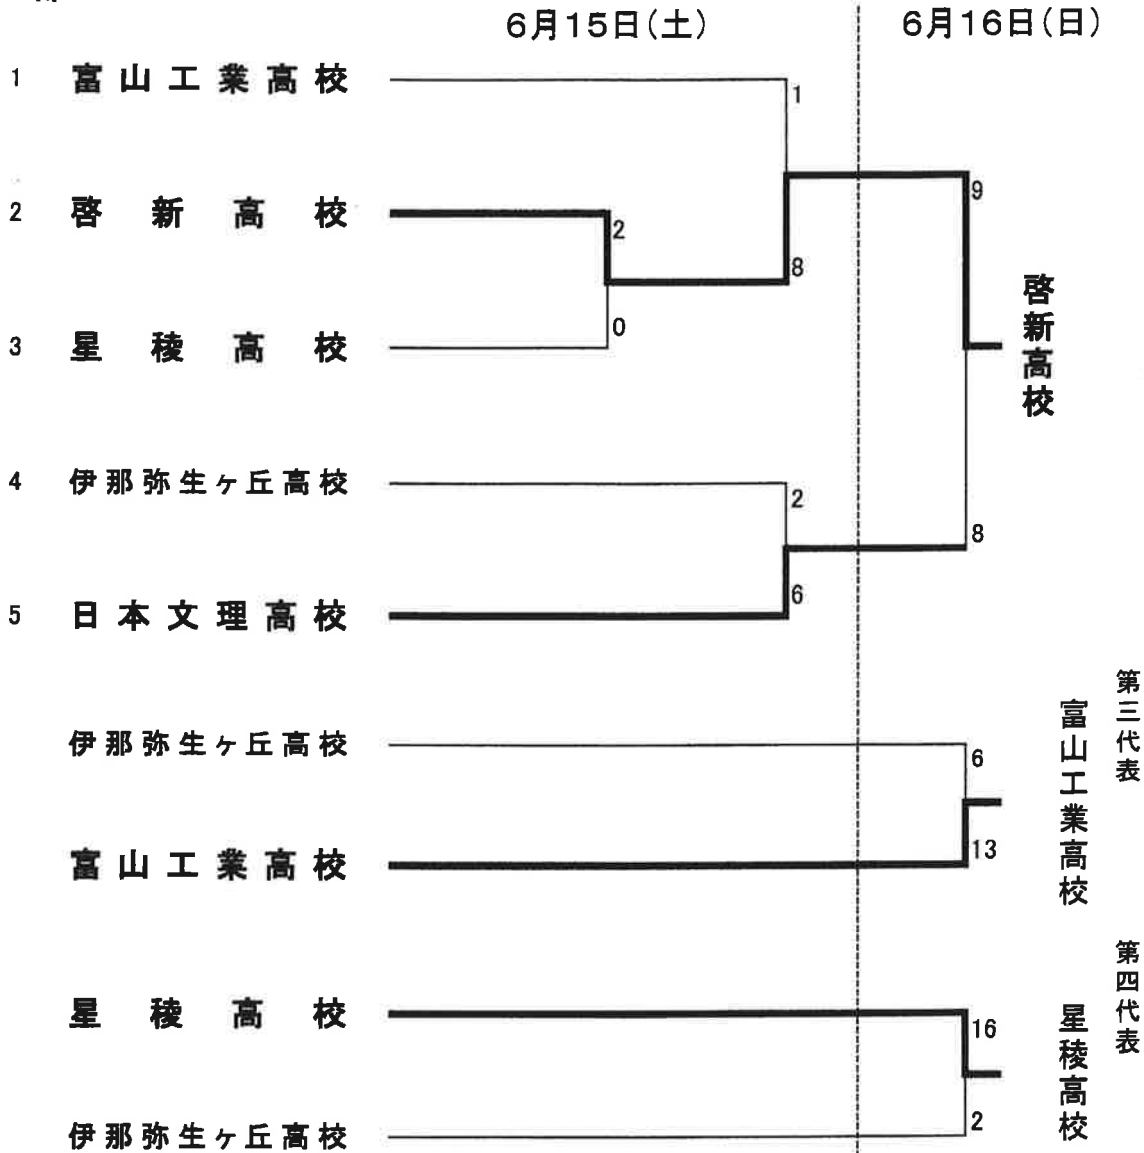 6月15日(土)
6月16日(日)
1 富山工業高校
1
2 啓新高校
2
8
9
3 星稜高校
0
啓新高校
4 伊那弥生ヶ丘高校
2
8
5 日本文理高校
6
伊那弥生ヶ丘高校
6
富山工業高校
13
富山工業高校
第三代表
星稜高校
16
伊那弥生ヶ丘高校
2
星稜高校
第四代表